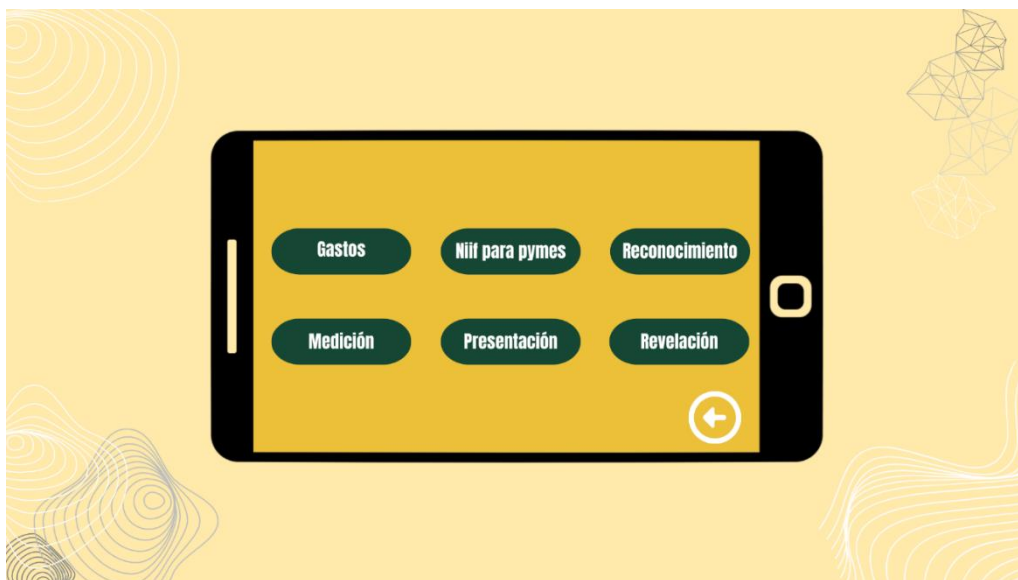 Gastos
Niif para pymes
Reconocimiento
Medición
Presentación
Revelación